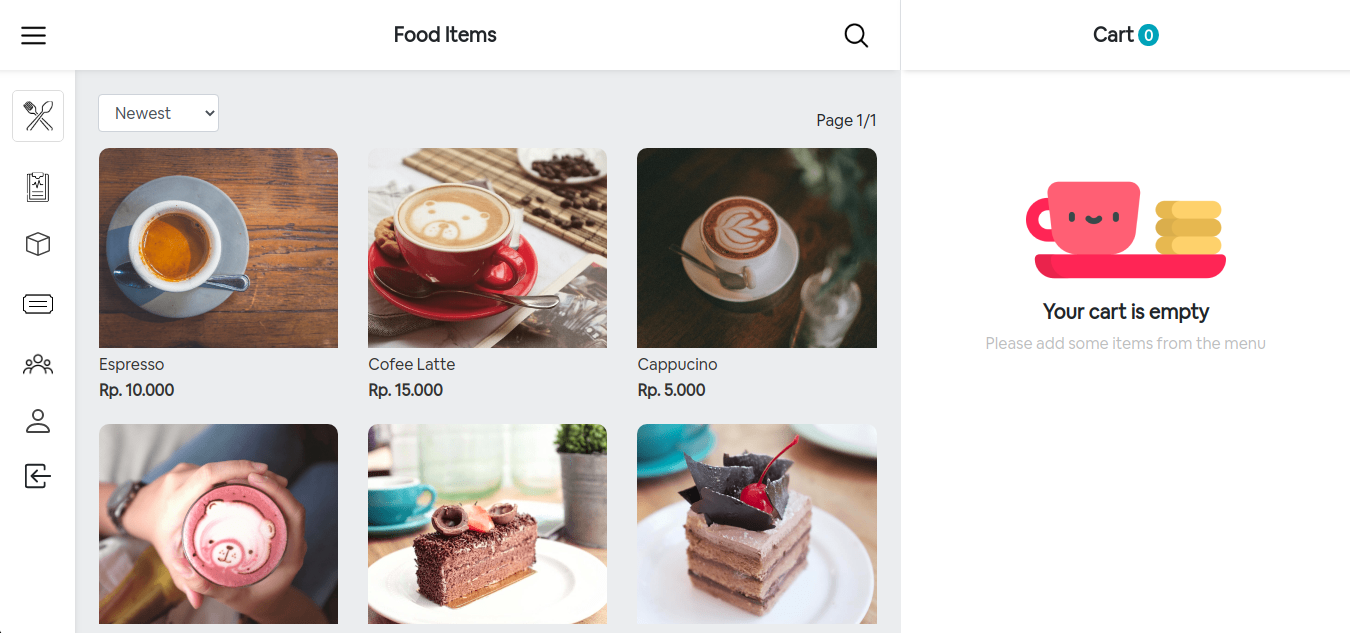 Food Items
Cart 0
Newest
Page 1/1
Espresso
Rp. 10.000
Cofee Latte
Rp. 15.000
Cappucino
Rp. 5.000
Your cart is empty
Please add some items from the menu